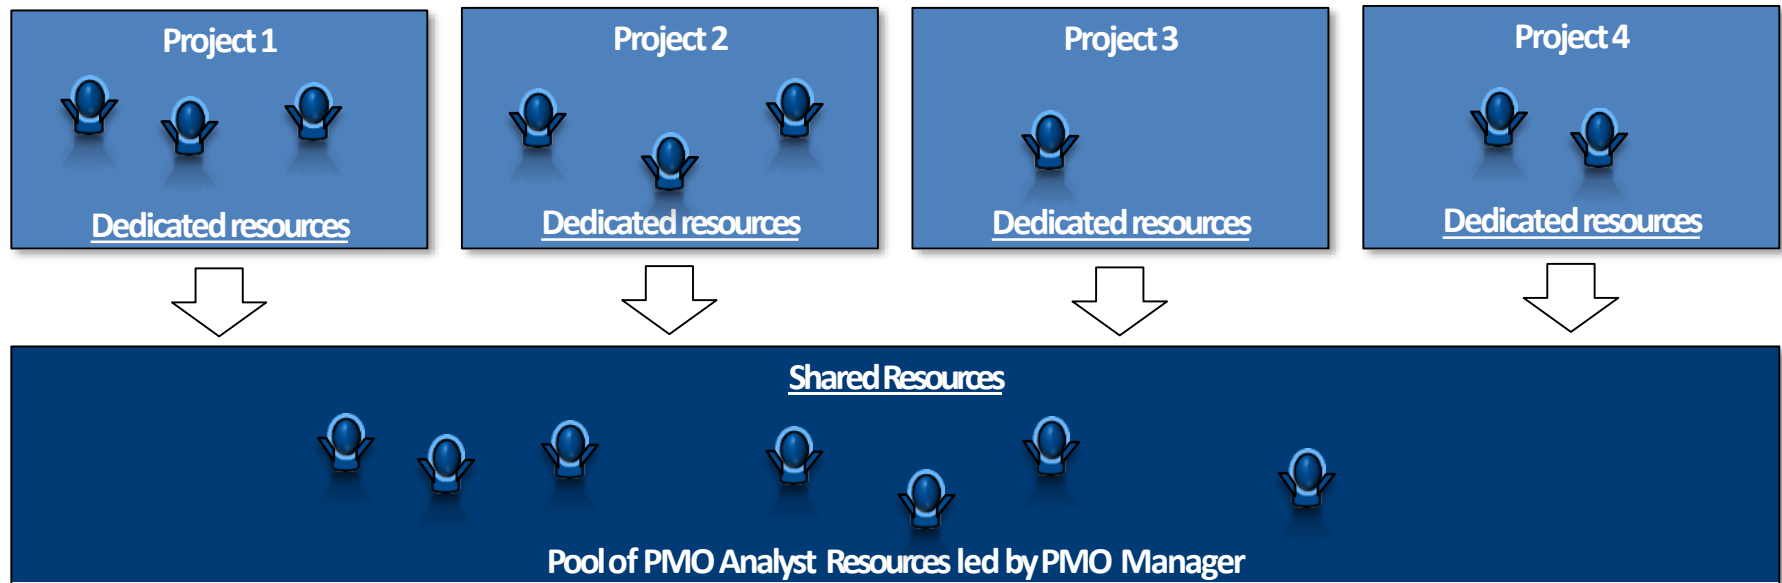 Project 1
Project 2
Project 3
Project 4
Dedicated resources
Dedicated resources
Dedicated resources
Dedicated resources
Shared Resources
Pool of PMO Analyst Resources led by PMO Manager